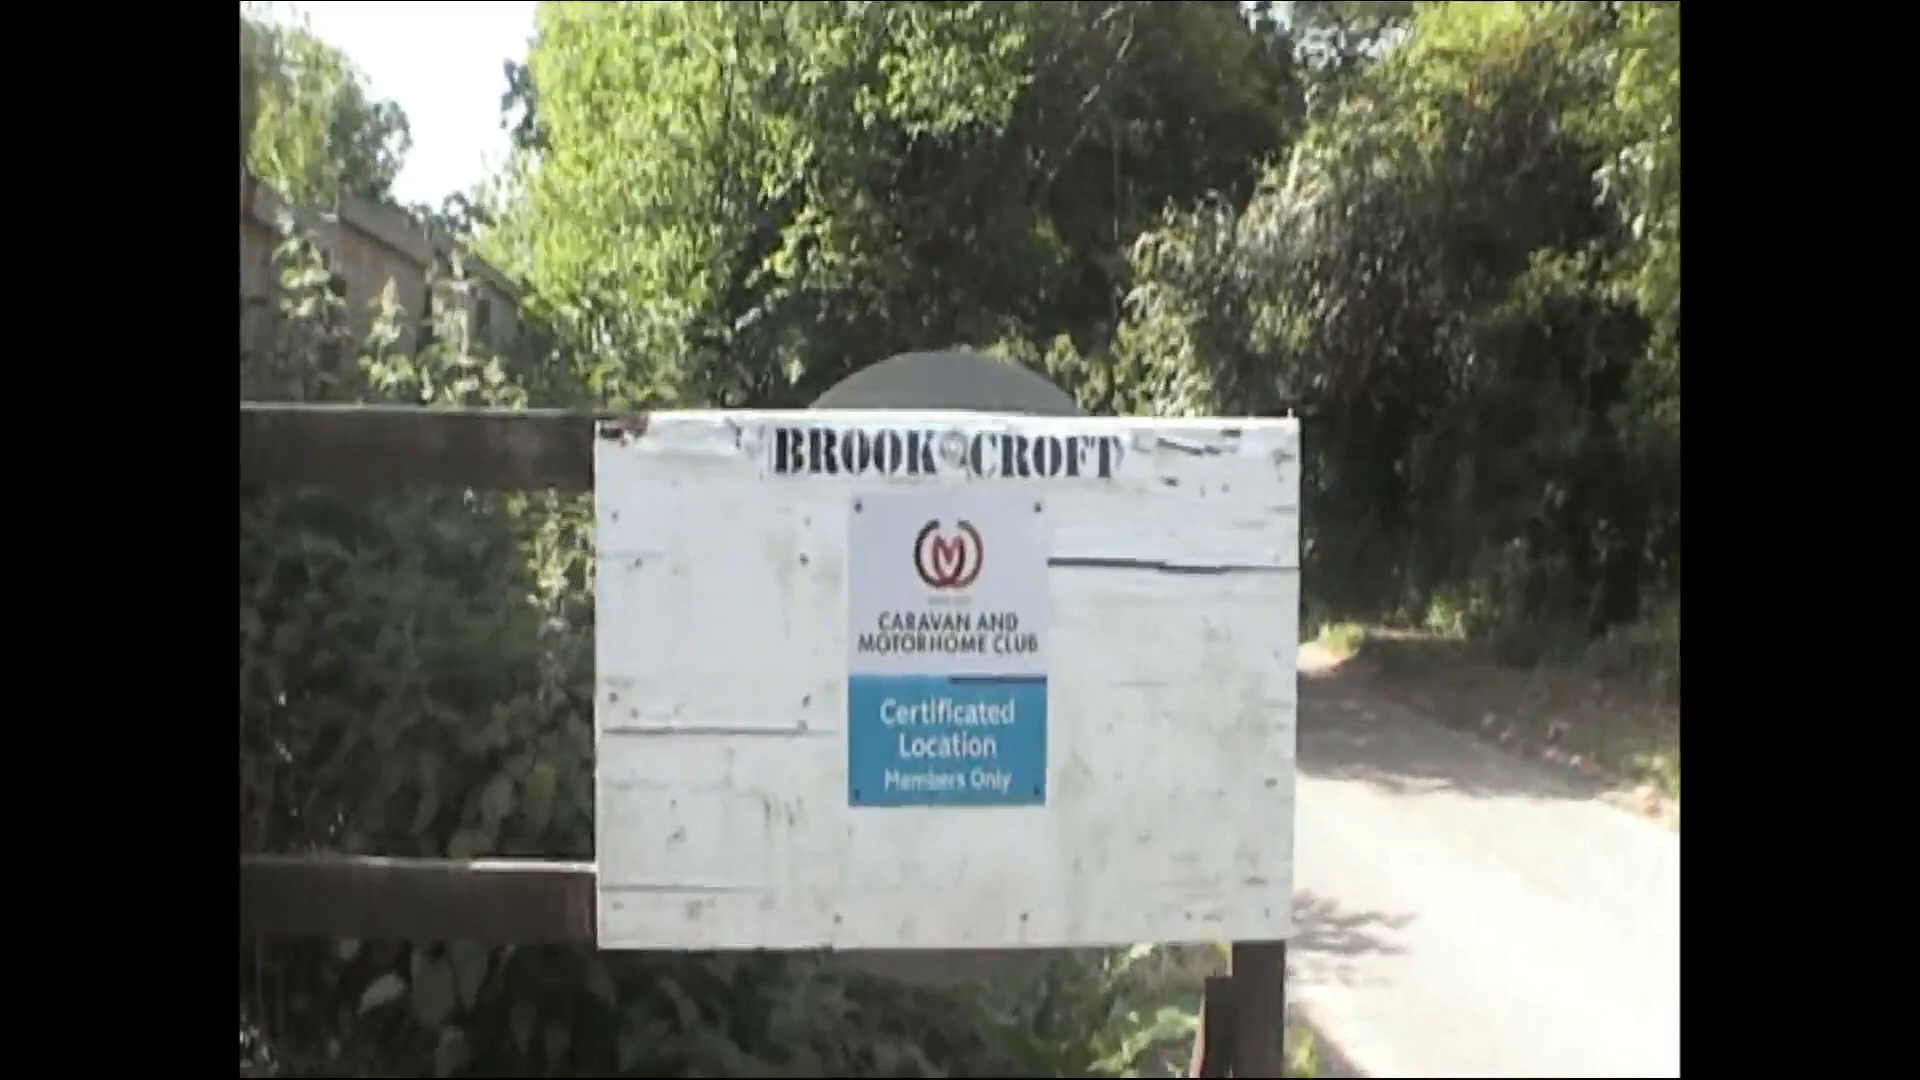 BROOK CROFT
CARAVAN AND
MOTORHOME CLUB
Certificated
Location
Members Only